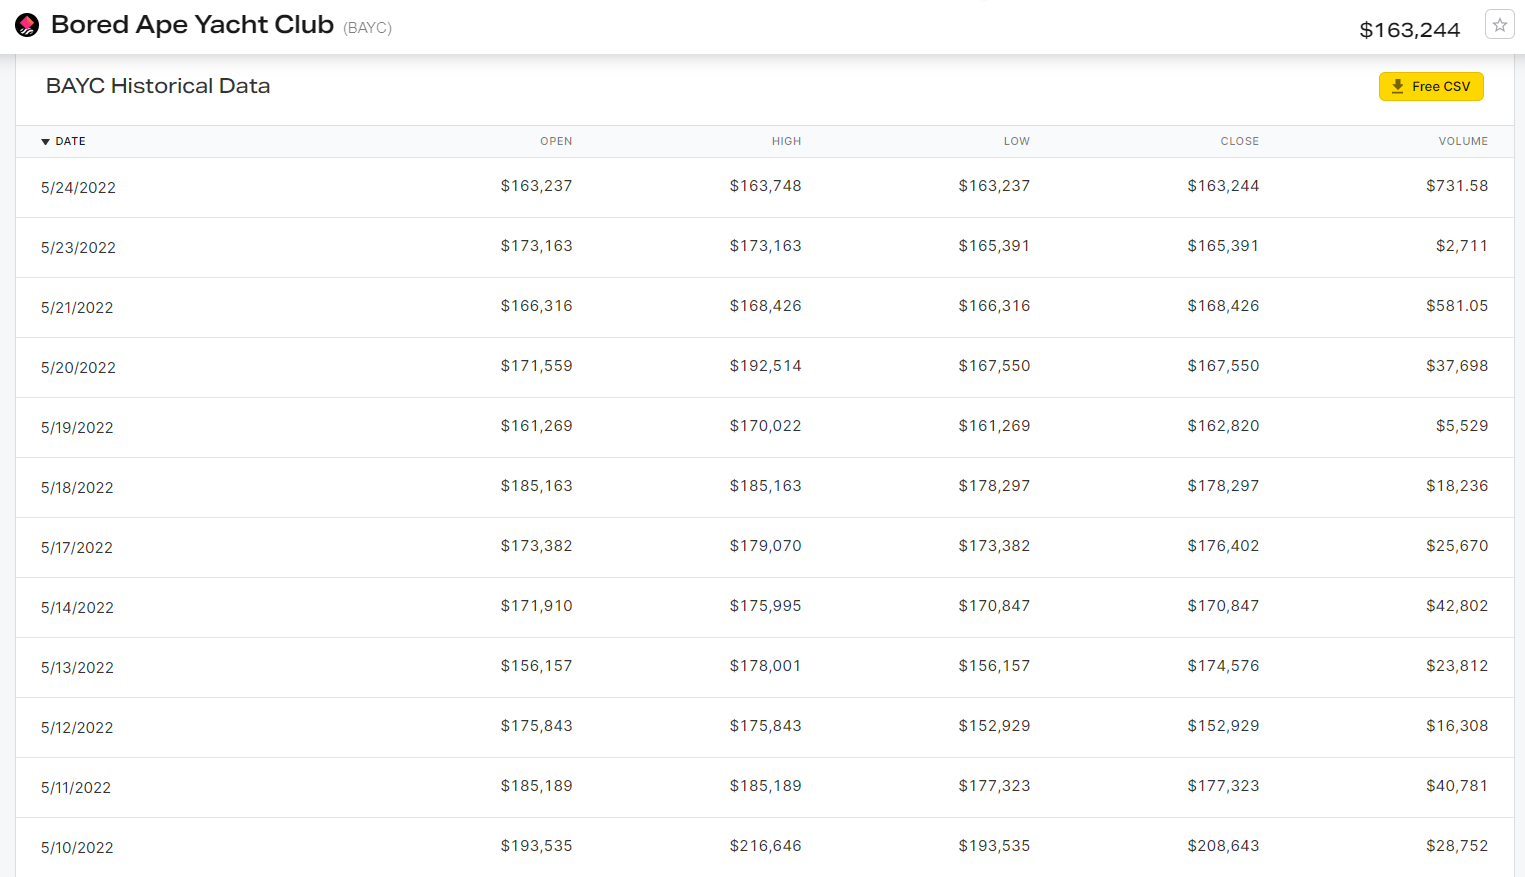 Bored Ape Yacht Club (BAYC) $163,244
BAYC Historical Data Free CSV
DATE OPEN HIGH LOW CLOSE VOLUME
5/24/2022 $163,237 $163,748 $163,237 $163,244 $731.58
5/23/2022 $173,163 $173,163 $165,391 $165,391 $2,711
5/21/2022 $166,316 $168,426 $166,316 $168,426 $581.05
5/20/2022 $171,559 $192,514 $167,550 $167,550 $37,698
5/19/2022 $161,269 $170,022 $161,269 $162,820 $5,529
5/18/2022 $185,163 $185,163 $178,297 $178,297 $18,236
5/17/2022 $173,382 $179,070 $173,382 $176,402 $25,670
5/14/2022 $171,910 $175,995 $170,847 $170,847 $42,802
5/13/2022 $156,157 $178,001 $156,157 $174,576 $23,812
5/12/2022 $175,843 $175,843 $152,929 $152,929 $16,308
5/11/2022 $185,189 $185,189 $177,323 $177,323 $40,781
5/10/2022 $193,535 $216,646 $193,535 $208,643 $28,752